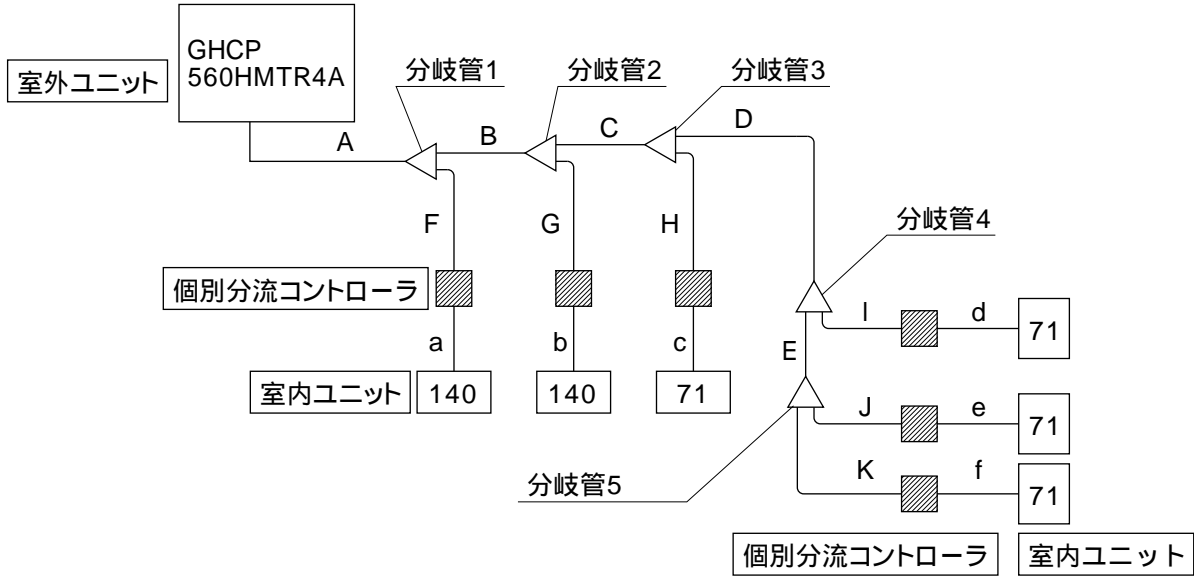 GHCP
560HMTR4A
室外ユニット
分岐管1
分岐管2
分岐管3
A
B
C
D
F
G
H
分岐管4
個別分流コントローラ
I
d
71
E
a
b
c
室内ユニット
140
140
71
J
e
71
K
f
71
分岐管5
個別分流コントローラ
室内ユニット